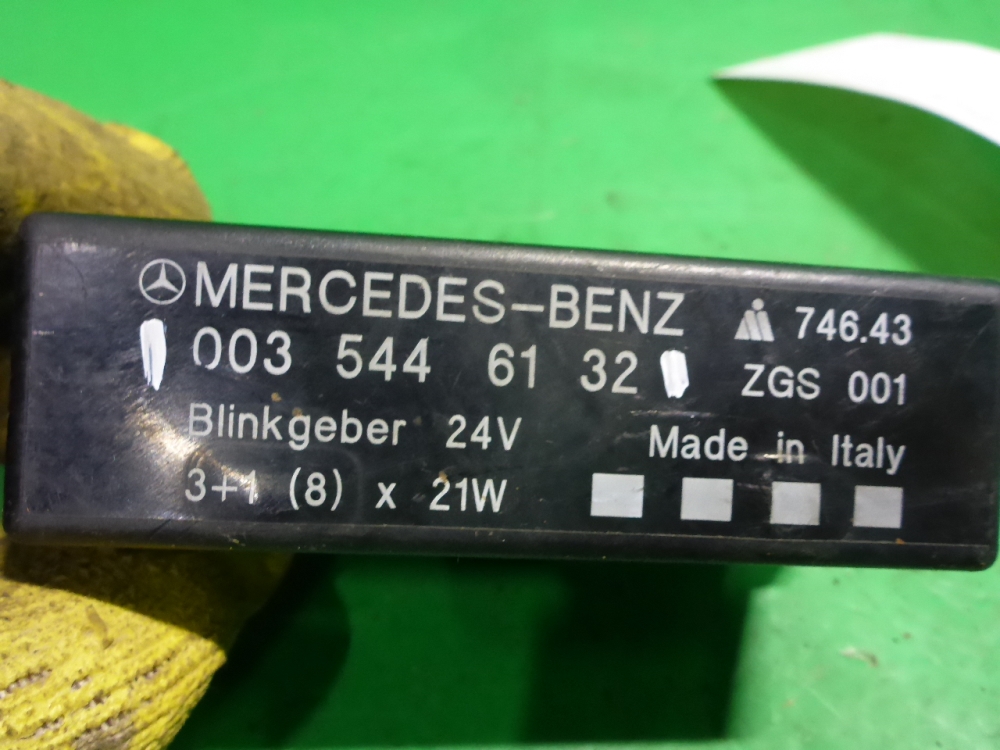 MERCEDES-BENZ
003 544 61 32
Blinkgeber 24V
3+1 (8) x 21W
746.43
ZGS 001
Made in Italy